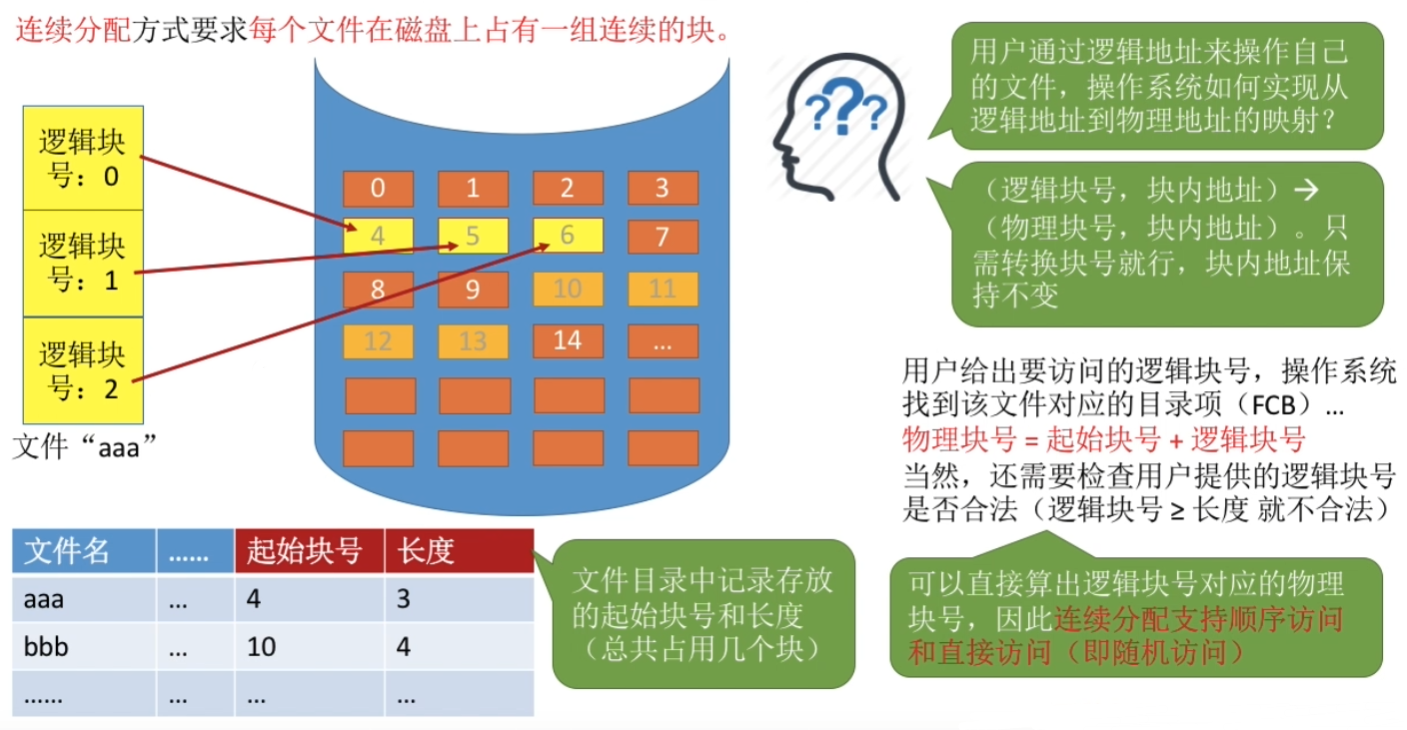 连续分配方式要求每个文件在磁盘上占有一组连续的块。
逻辑块
号：0
逻辑块
号：1
逻辑块
号：2
文件“aaa”
0 1 2 3
4 5 6 7
8 9 10 11
12 13 14 ...
???
用户通过逻辑地址来操作自己
的文件，操作系统如何实现从
逻辑地址到物理地址的映射？
（逻辑块号，块内地址）→
（物理块号，块内地址）。只
需转换块号就行，块内地址保
持不变
用户给出要访问的逻辑块号，操作系统
找到该文件对应的目录项（FCB）...
物理块号 = 起始块号 + 逻辑块号
当然，还需要检查用户提供的逻辑块号
是否合法（逻辑块号 ≥ 长度 就不合法）
可以直接算出逻辑块号对应的物理
块号，因此连续分配支持顺序访问
和直接访问（即随机访问）
文件名 …… 起始块号 长度
aaa ... 4 3
bbb ... 10 4
…… ... ... ...
文件目录中记录存放
的起始块号和长度
（总共占用几个块）